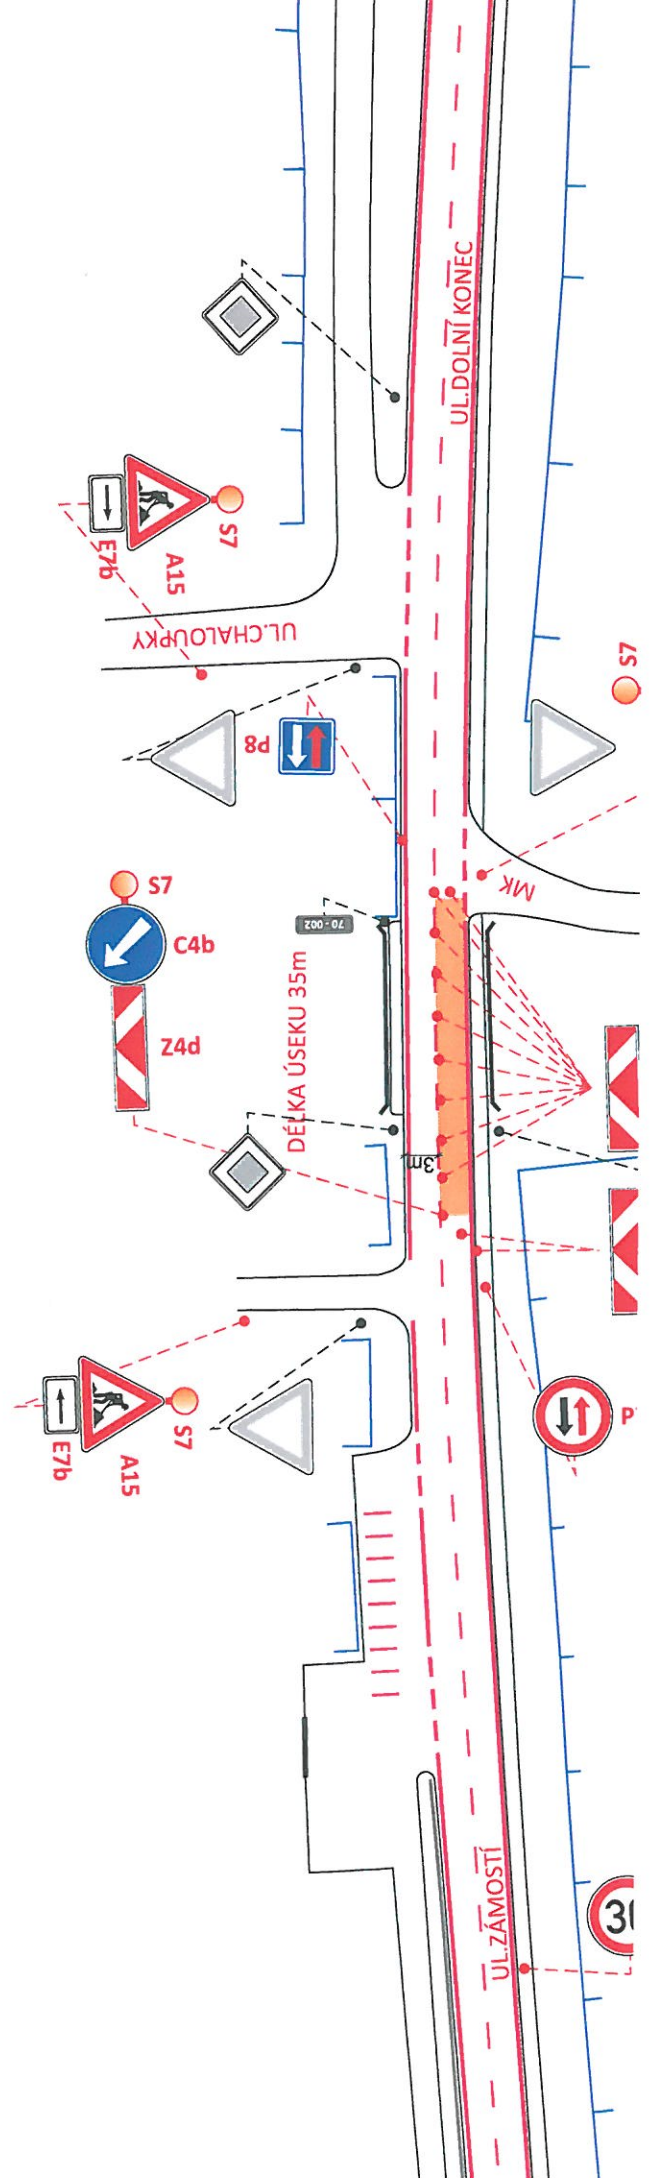 UL.DOLNÍ KONEC
S7
A15
E7b
UL.CHALOUPKY
S7
P8
MK
S7
C4b
70 - 002
Z4d
DÉLKA ÚSEKU 35m
3m
S7
A15
E7b
UL.ZÁMOSTÍ